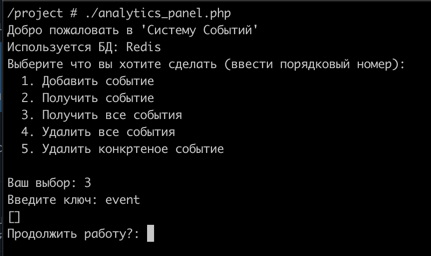 /project # ./analytics_panel.php
Добро пожаловать в 'Систему Событий'
Используется БД: Redis
Выберите что вы хотите сделать (ввести порядковый номер):
1. Добавить событие
2. Получить событие
3. Получить все события
4. Удалить все события
5. Удалить конкртеное событие
Ваш выбор: 3
Введите ключ: event
[]
Продолжить работу?: